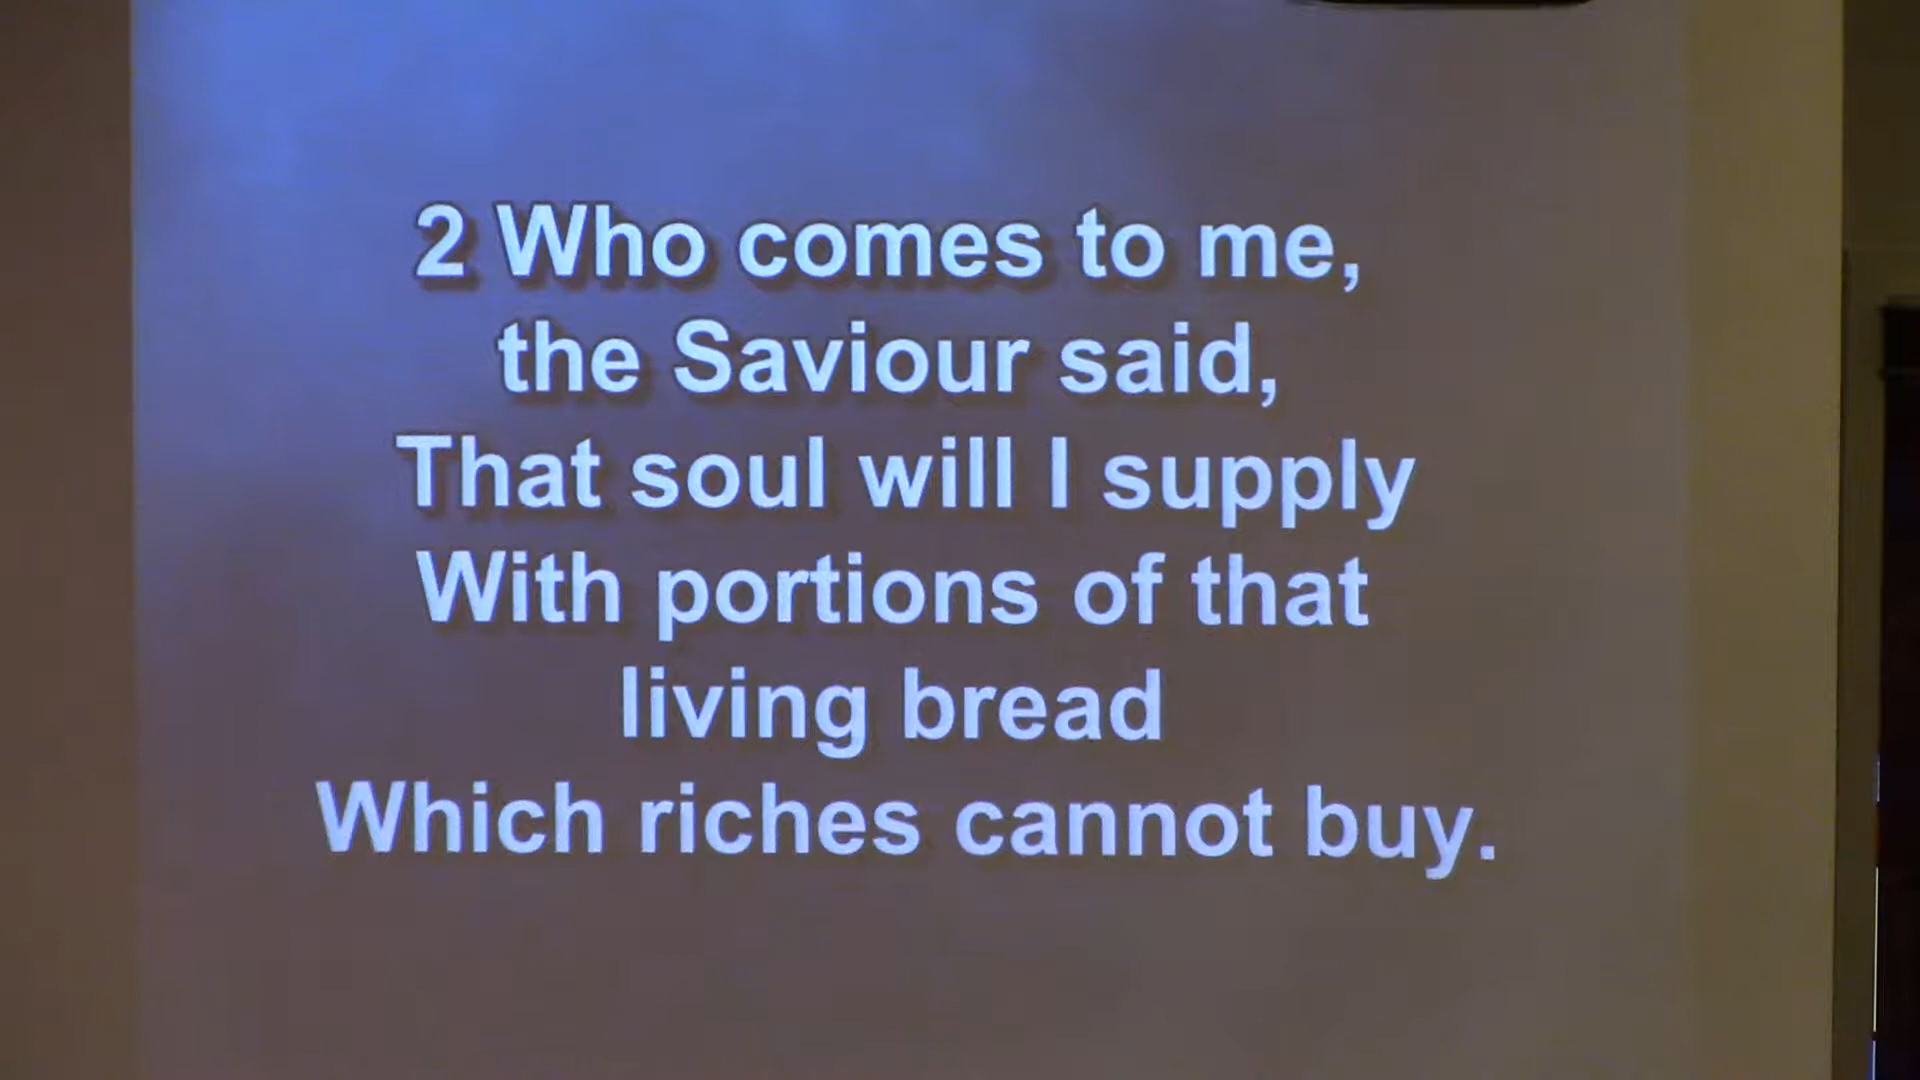 2 Who comes to me,
the Saviour said,
That soul will I supply
With portions of that
living bread
Which riches cannot buy.